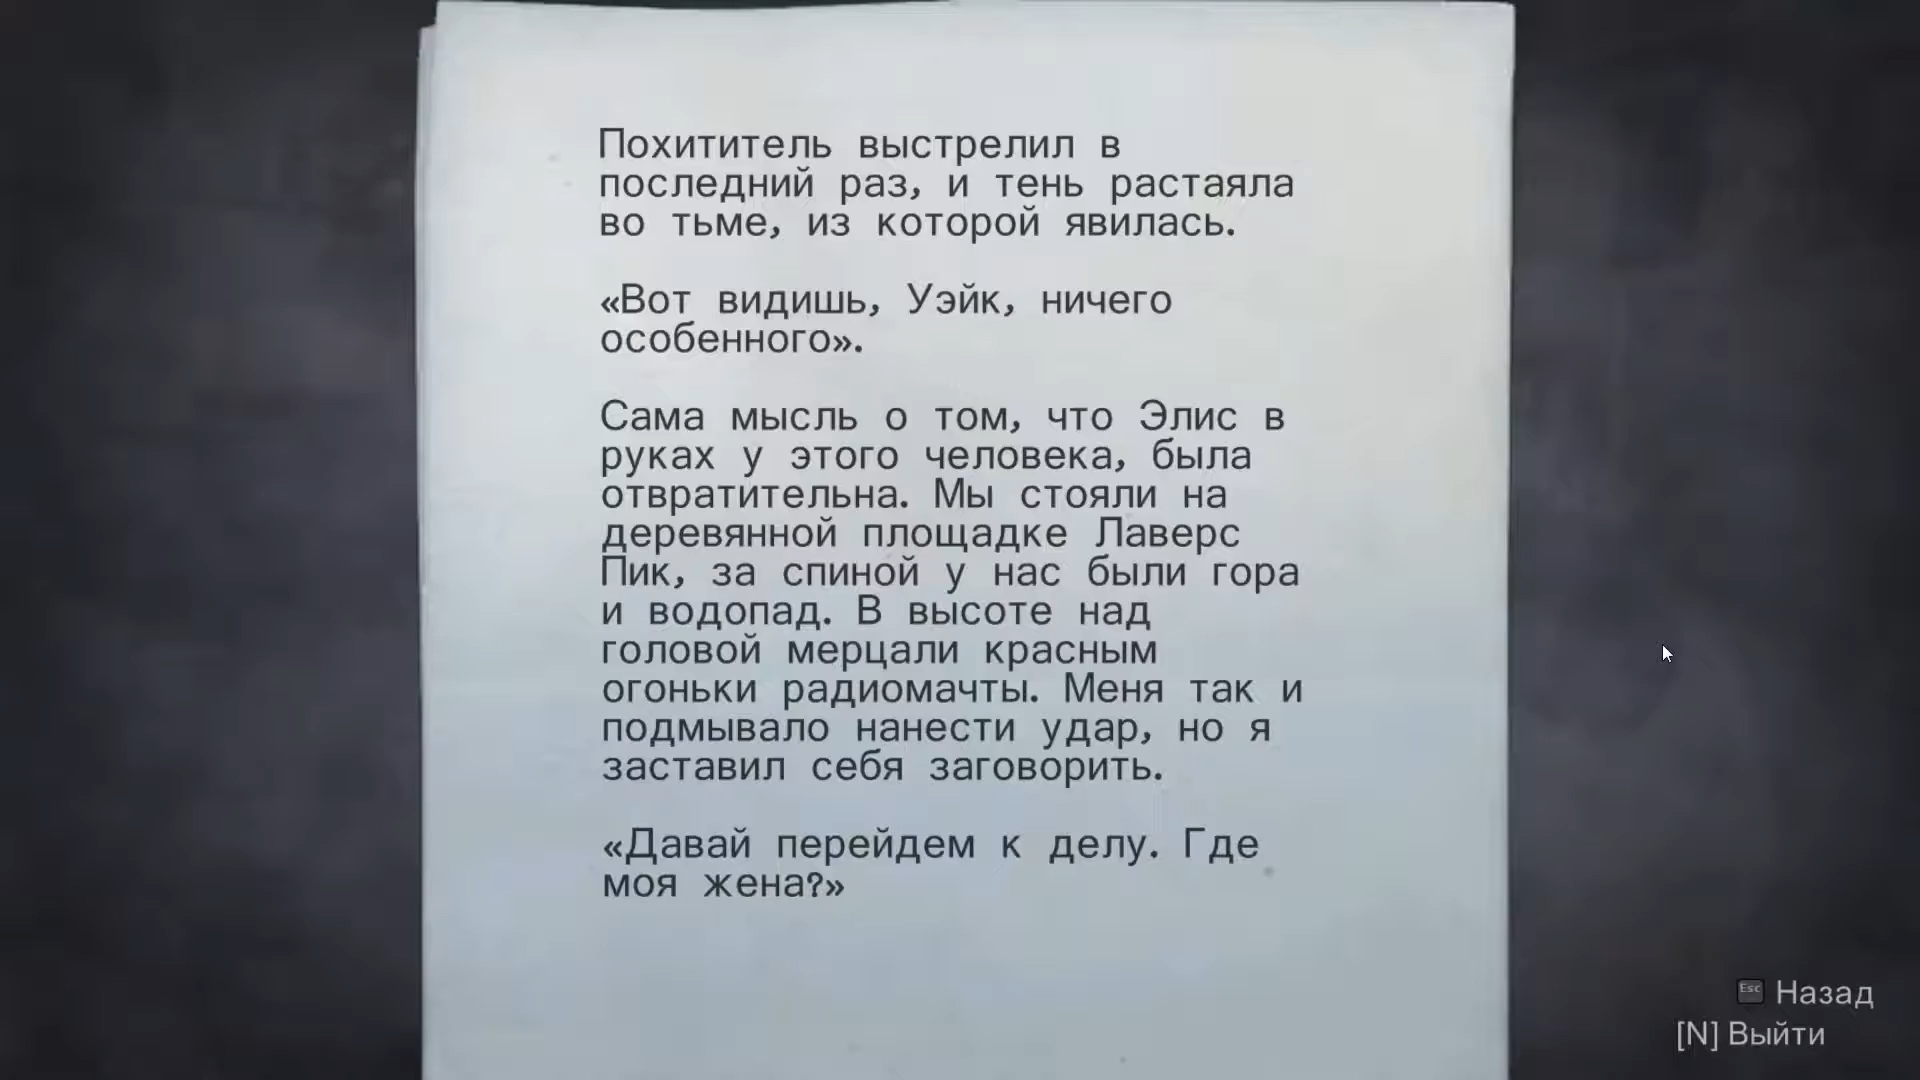 Похититель выстрелил в
последний раз, и тень растаяла
во тьме, из которой явилась.
«Вот видишь, Уэйк, ничего
особенного».
Сама мысль о том, что Элис в
руках у этого человека, была
отвратительна. Мы стояли на
деревянной площадке Лаверс
Пик, за спиной у нас были гора
и водопад. В высоте над
головой мерцали красным
огоньки радиомачты. Меня так и
подмывало нанести удар, но я
заставил себя заговорить.
«Давай перейдем к делу. Где
моя жена?»
Esc Назад
[N] Выйти